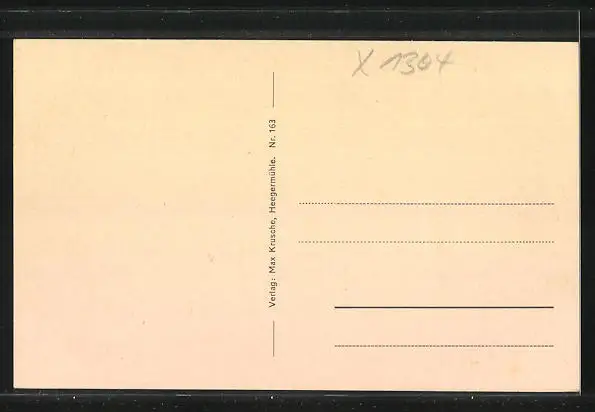 X 1304
Verlag: Max Krusche, Heegermühle. Nr. 163